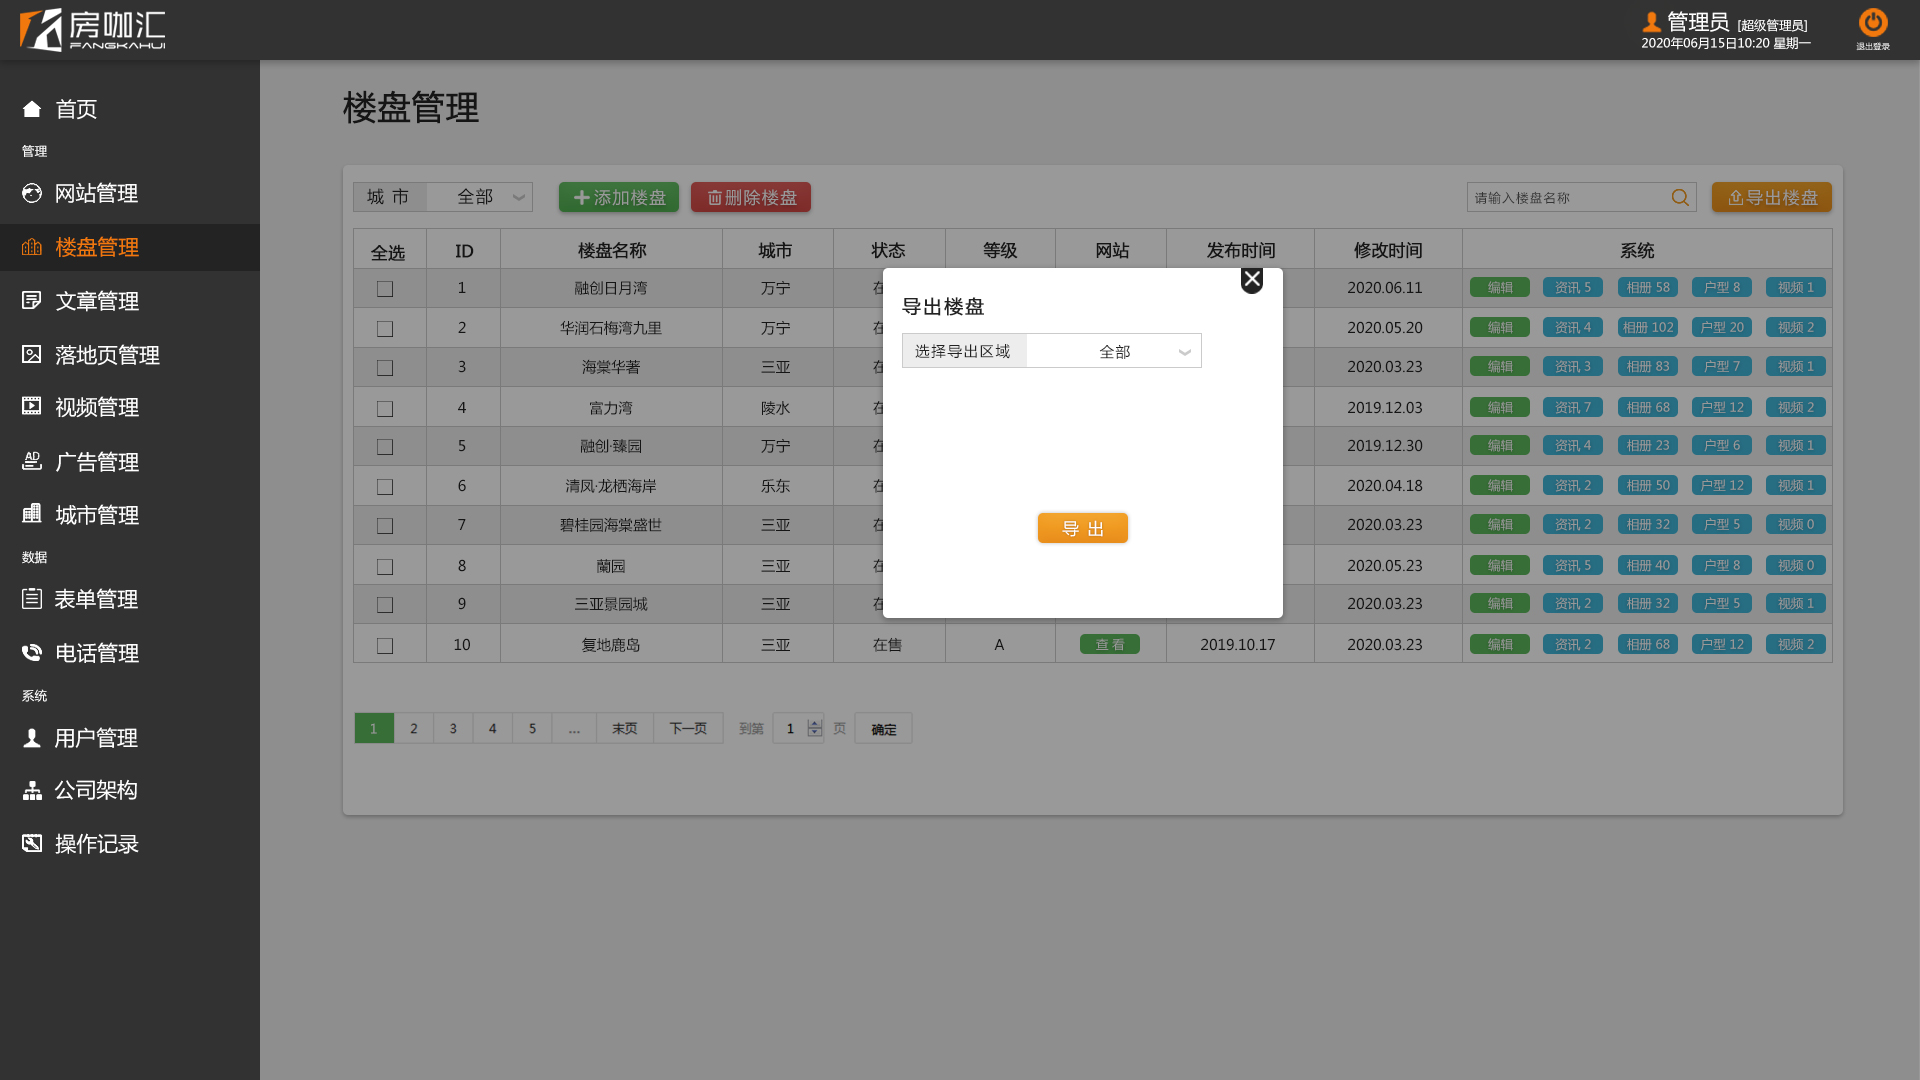 房咖汇
FANGKAHUI
管理员 [超级管理员]
2020年06月15日10:20 星期一
退出登录
首页
管理
网站管理
楼盘管理
文章管理
落地页管理
视频管理
AD 广告管理
城市管理
数据
表单管理
电话管理
系统
用户管理
公司架构
操作记录
楼盘管理
城 市 全部 添加楼盘 删除楼盘 请输入楼盘名称 导出楼盘
全选 ID 楼盘名称 城市 状态 等级 网站 发布时间 修改时间 系统
1 融创日月湾 万宁 2020.06.11 编辑 资讯 5 相册 58 户型 8 视频 1
2 华润石梅湾九里 万宁 2020.05.20 编辑 资讯 4 相册 102 户型 20 视频 2
3 海棠华著 三亚 2020.03.23 编辑 资讯 3 相册 83 户型 7 视频 1
4 富力湾 陵水 2019.12.03 编辑 资讯 7 相册 68 户型 12 视频 2
5 融创·臻园 万宁 2019.12.30 编辑 资讯 4 相册 23 户型 6 视频 1
6 清凤·龙栖海岸 乐东 2020.04.18 编辑 资讯 2 相册 50 户型 12 视频 1
7 碧桂园海棠盛世 三亚 2020.03.23 编辑 资讯 2 相册 32 户型 5 视频 0
8 蘭园 三亚 2020.05.23 编辑 资讯 5 相册 40 户型 8 视频 0
9 三亚景园城 三亚 2020.03.23 编辑 资讯 2 相册 32 户型 5 视频 1
10 复地鹿岛 三亚 在售 A 查 看 2019.10.17 2020.03.23 编辑 资讯 2 相册 68 户型 12 视频 2
导出楼盘
选择导出区域 全部
导 出
1 2 3 4 5 ... 末页 下一页 到第 1 页 确定